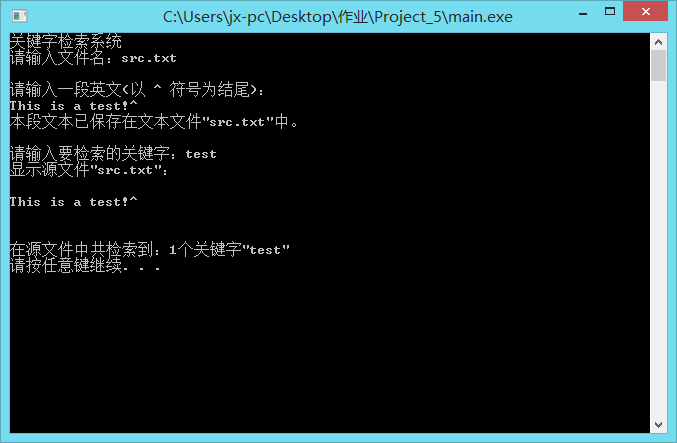 C:\Users\jx-pc\Desktop\作业\Project_5\main.exe
关键字检索系统
请输入文件名：src.txt
请输入一段英文(以 ^ 符号为结尾)：
This is a test!^
本段文本已保存在文本文件"src.txt"中。
请输入要检索的关键字：test
显示源文件"src.txt"：
This is a test!^
在源文件中共检索到：1个关键字"test"
请按任意键继续. . .